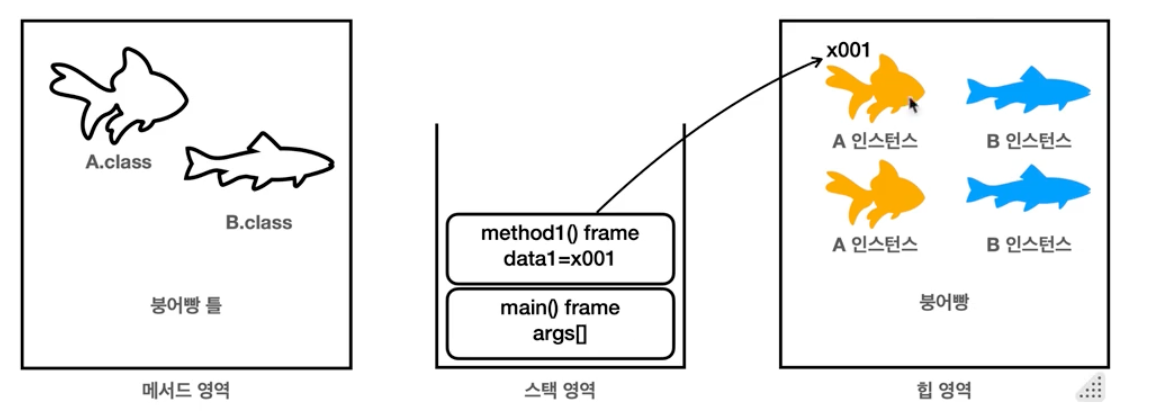 A.class
B.class
붕어빵 틀
메서드 영역
method1() frame
data1=x001
main() frame
args[]
스택 영역
x001
A 인스턴스
B 인스턴스
A 인스턴스
B 인스턴스
붕어빵
힙 영역